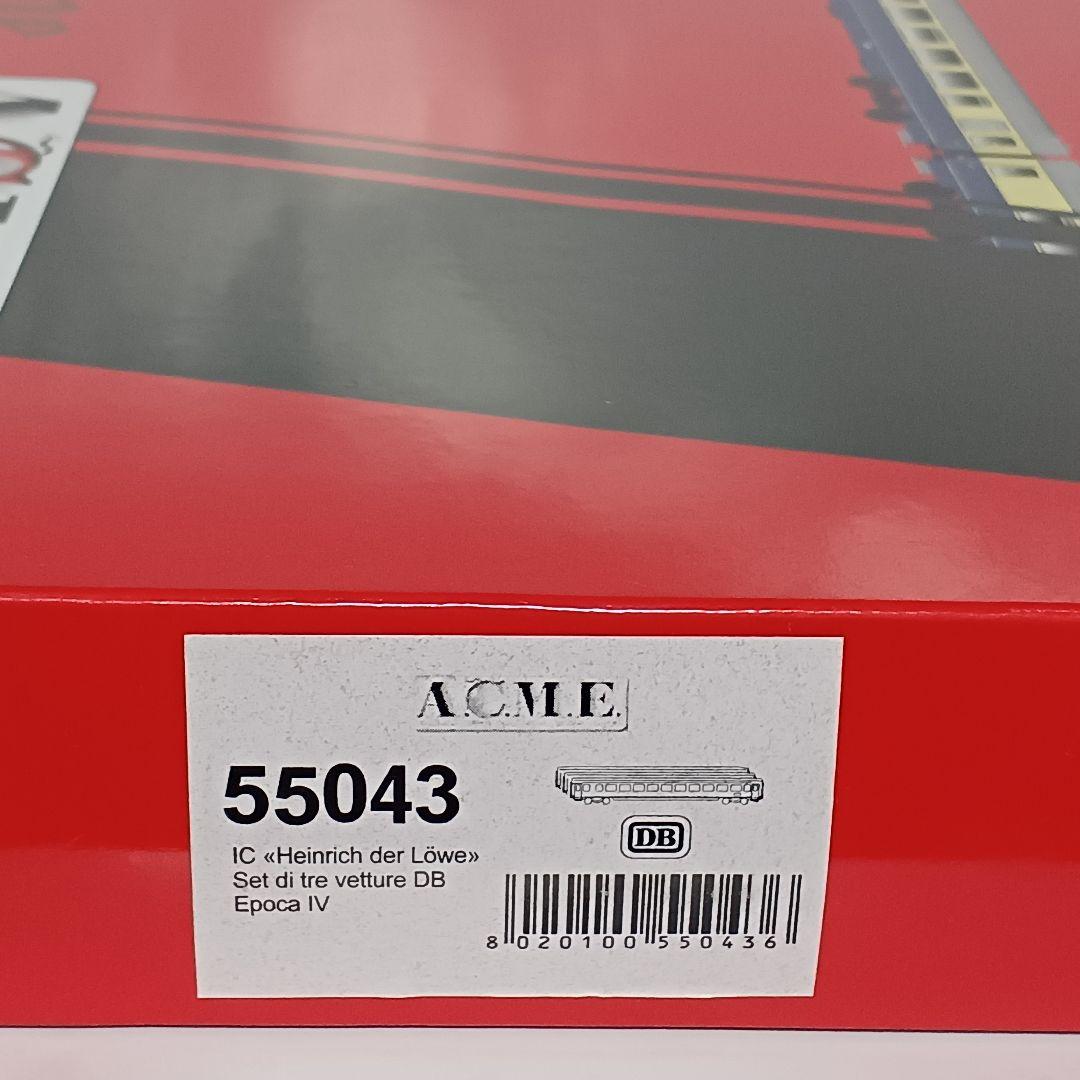 A.C.M.E.
55043
DB
IC «Heinrich der Löwe»
Set di tre vetture DB
Epoca IV
8 020100 550436